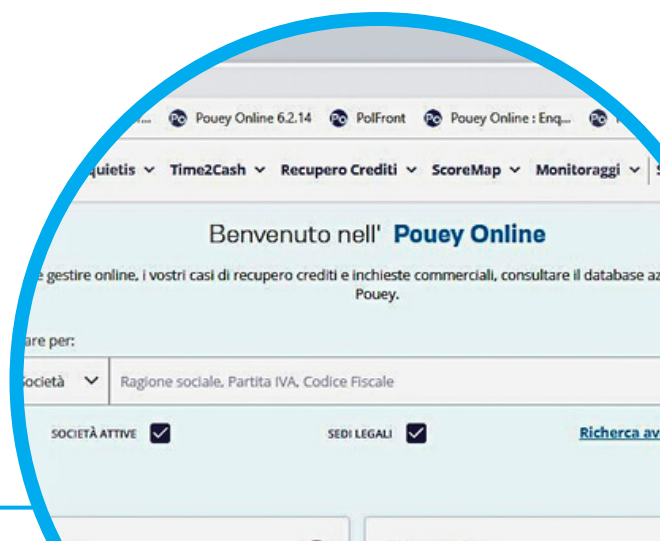 Pouey Online 6.2.14 PolFront Pouey Online : Enq...
quietis Time2Cash Recupero Crediti ScoreMap Monitoraggi
Benvenuto nell' Pouey Online
e gestire online, i vostri casi di recupero crediti e inchieste commerciali, consultare il database az
Pouey.
are per:
ocietà Ragione sociale, Partita IVA, Codice Fiscale
SOCIETÀ ATTIVE SEDI LEGALI Richerca av